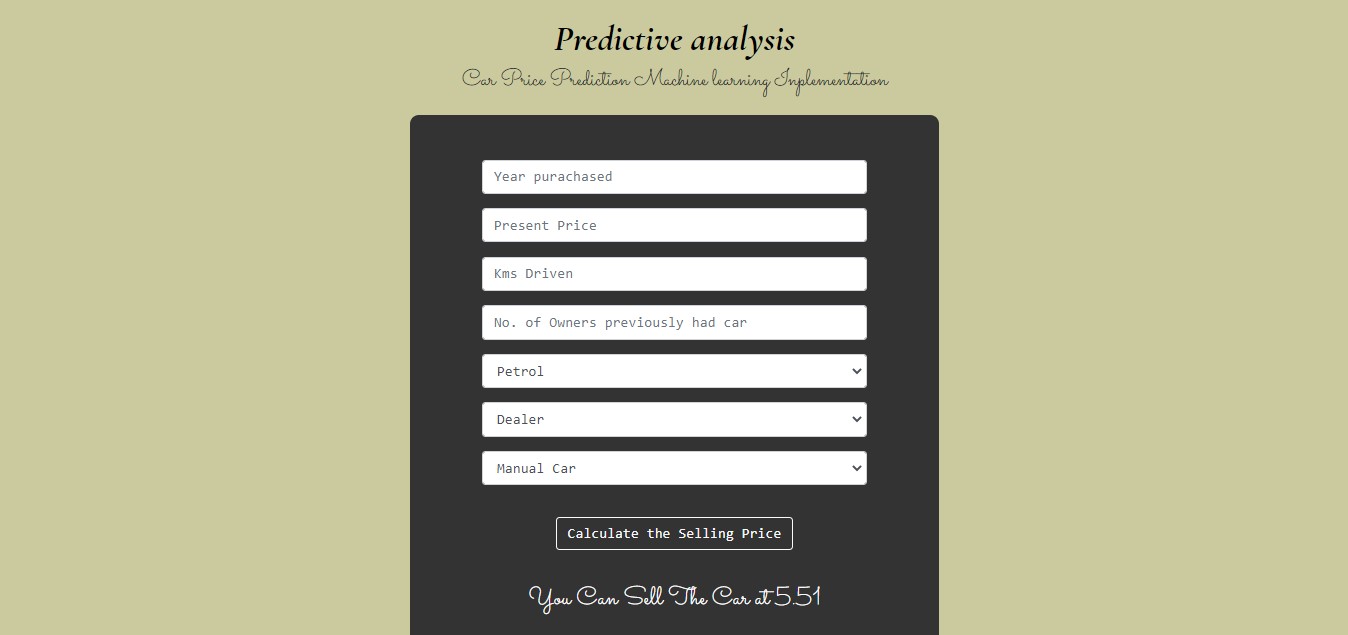 Predictive analysis
Car Price Prediction Machine learning Inplementation
Year purachased
Present Price
Kms Driven
No. of Owners previously had car
Petrol
Dealer
Manual Car
Calculate the Selling Price
You Can Sell The Car at 5.51